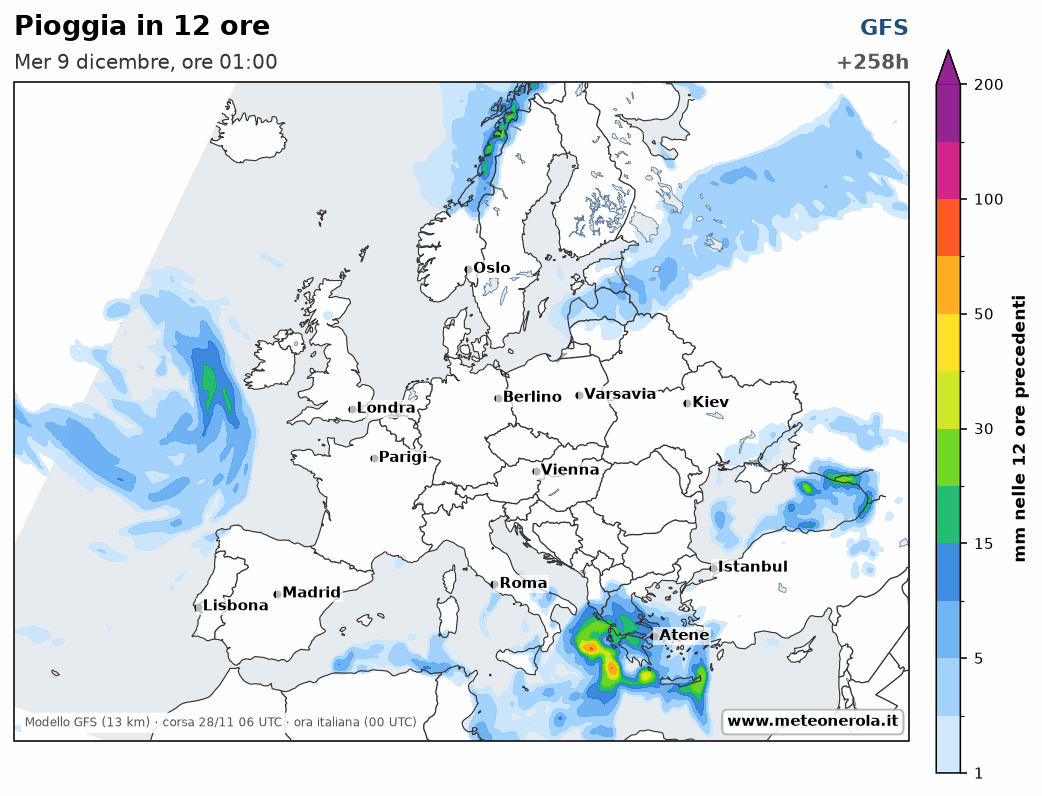 Pioggia in 12 ore
GFS
Mer 9 dicembre, ore 01:00
+258h
200
100
50
30
15
5
1
mm nelle 12 ore precedenti
Oslo
Berlino
Varsavia
Kiev
Londra
Parigi
Vienna
Istanbul
Roma
Madrid
Lisbona
Atene
Modello GFS (13 km) · corsa 28/11 06 UTC · ora italiana (00 UTC)
www.meteonerola.it